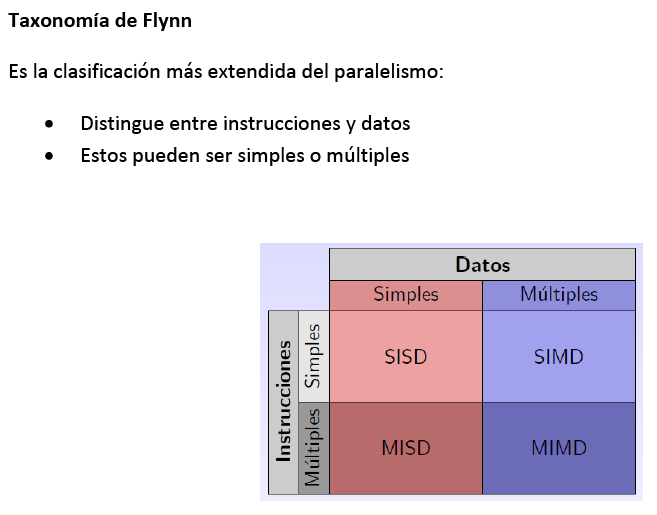 Taxonomía de Flynn
Es la clasificación más extendida del paralelismo:
• Distingue entre instrucciones y datos
• Estos pueden ser simples o múltiples
Datos
Simples Múltiples
Instrucciones
Simples
SISD SIMD
Múltiples
MISD MIMD